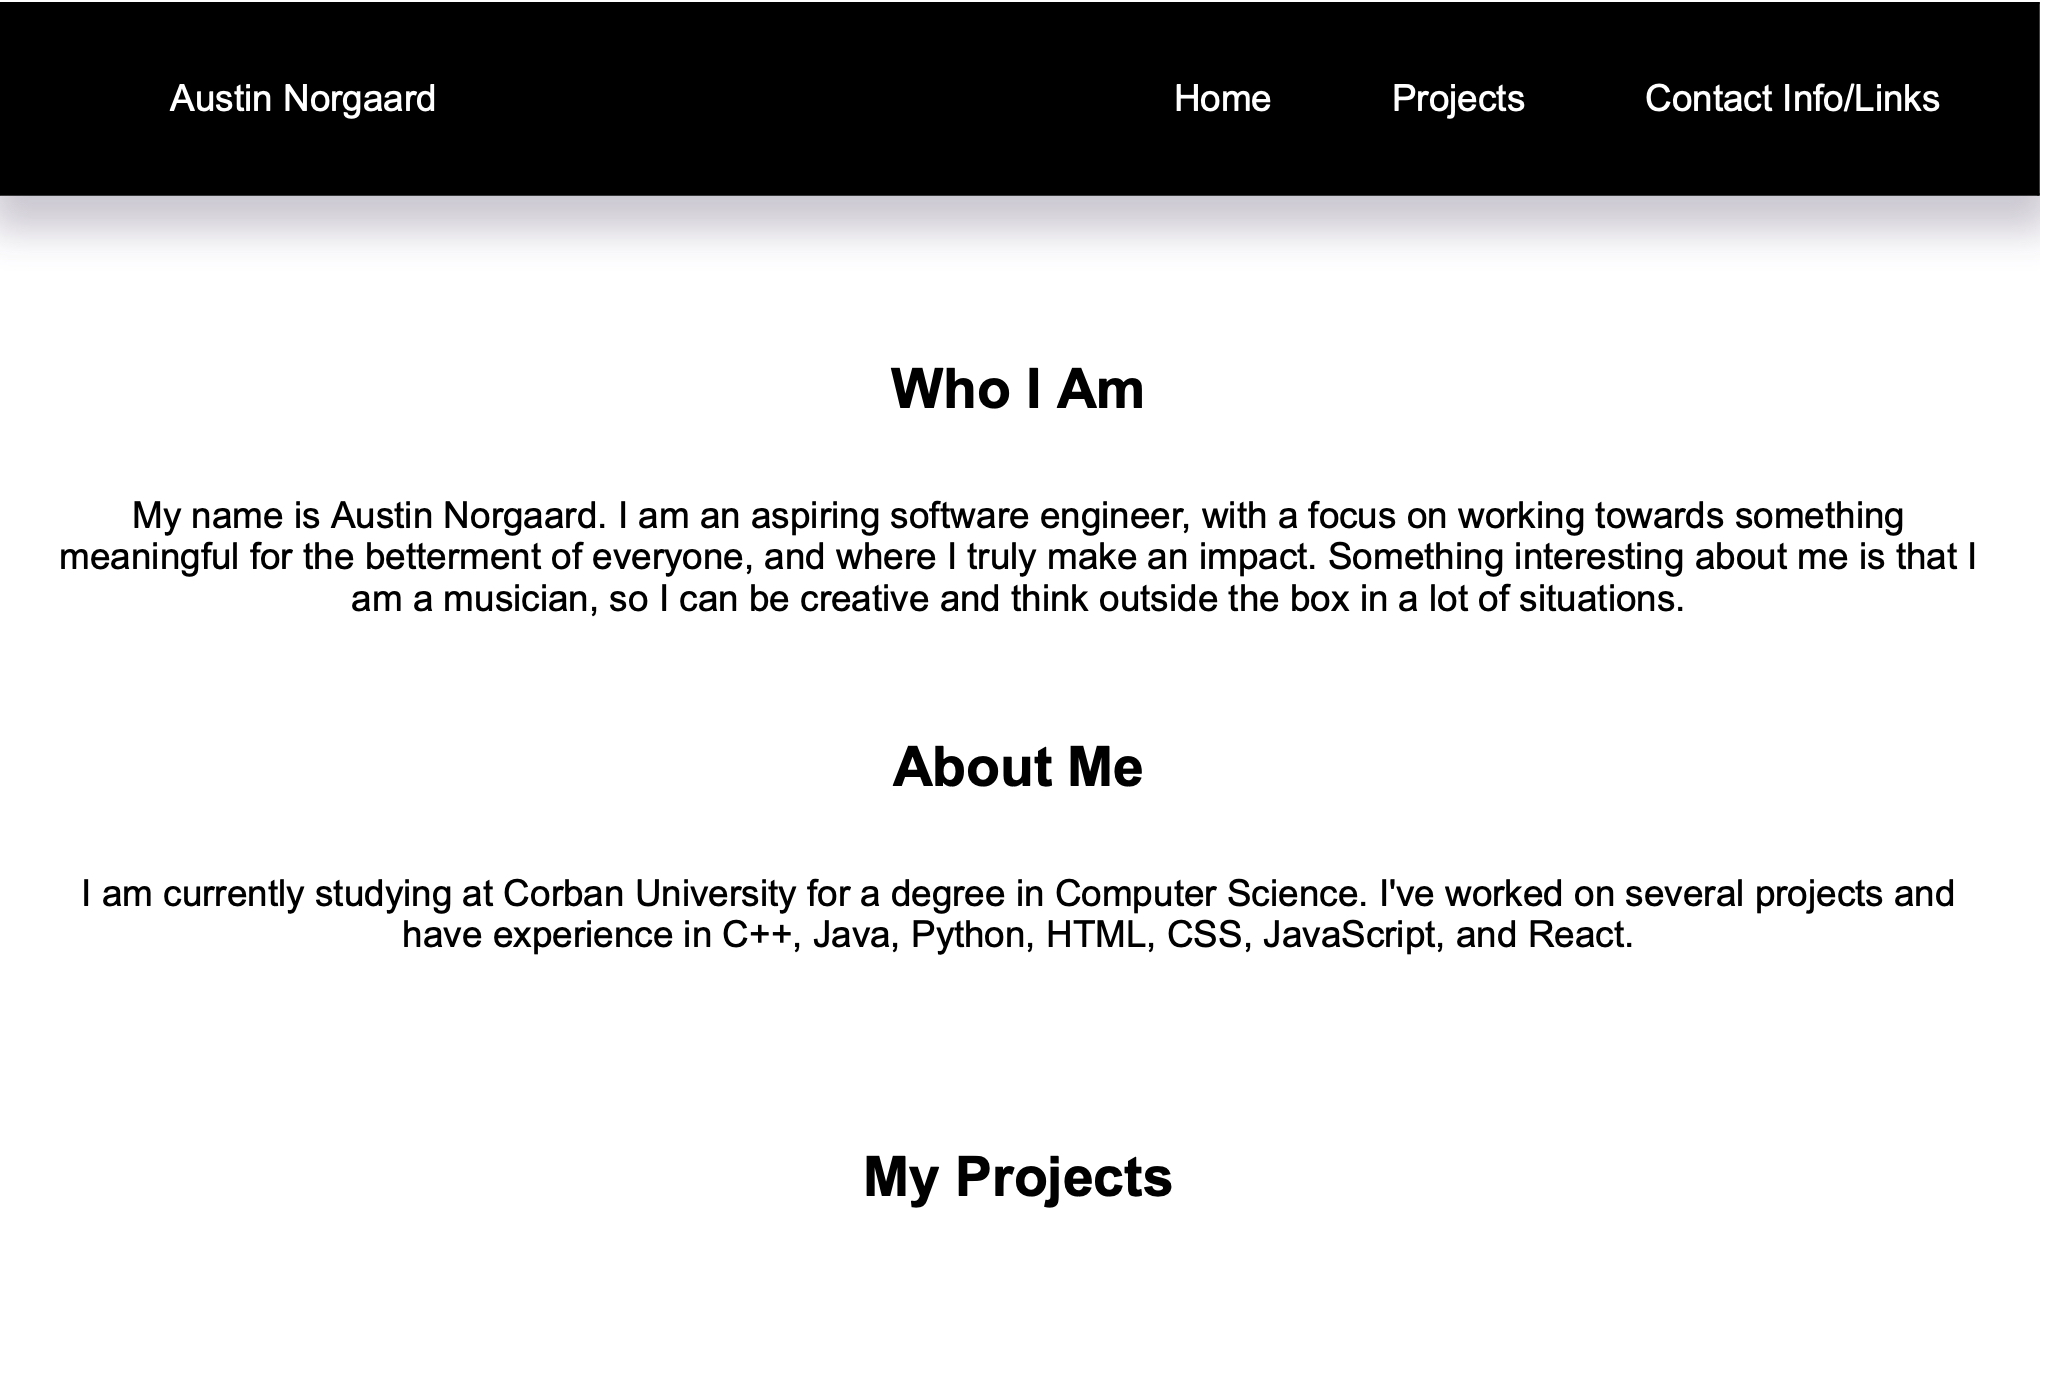 Austin Norgaard Home Projects Contact Info/Links
Who I Am
My name is Austin Norgaard. I am an aspiring software engineer, with a focus on working towards something
meaningful for the betterment of everyone, and where I truly make an impact. Something interesting about me is that I
am a musician, so I can be creative and think outside the box in a lot of situations.
About Me
I am currently studying at Corban University for a degree in Computer Science. I've worked on several projects and
have experience in C++, Java, Python, HTML, CSS, JavaScript, and React.
My Projects